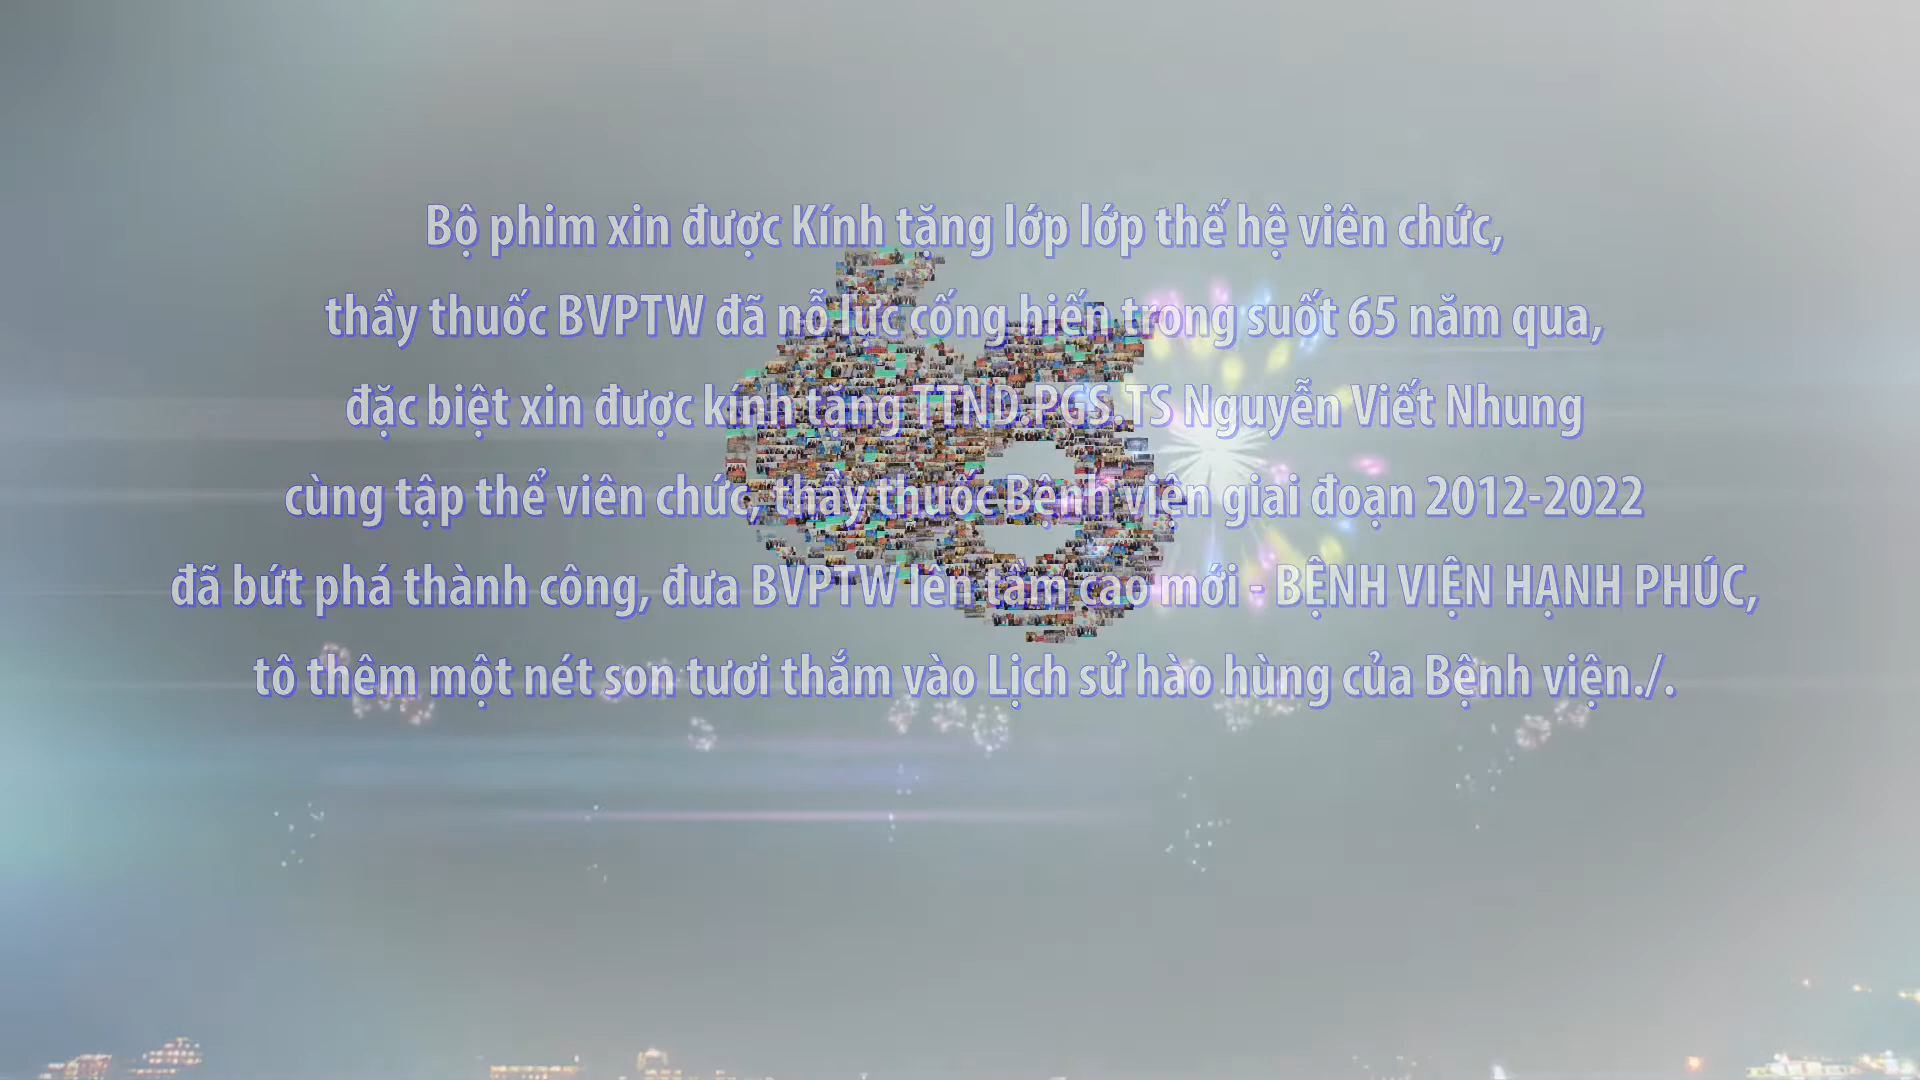 Bộ phim xin được Kính tặng lớp lớp thế hệ viên chức,
thầy thuốc BVPTW đã nỗ lực cống hiến trong suốt 65 năm qua,
đặc biệt xin được kính tặng TTND.PGS.TS Nguyễn Viết Nhung
cùng tập thể viên chức, thầy thuốc Bệnh viện giai đoạn 2012-2022
đã bứt phá thành công, đưa BVPTW lên tầm cao mới - BỆNH VIỆN HẠNH PHÚC,
tô thêm một nét son tươi thắm vào Lịch sử hào hùng của Bệnh viện./.